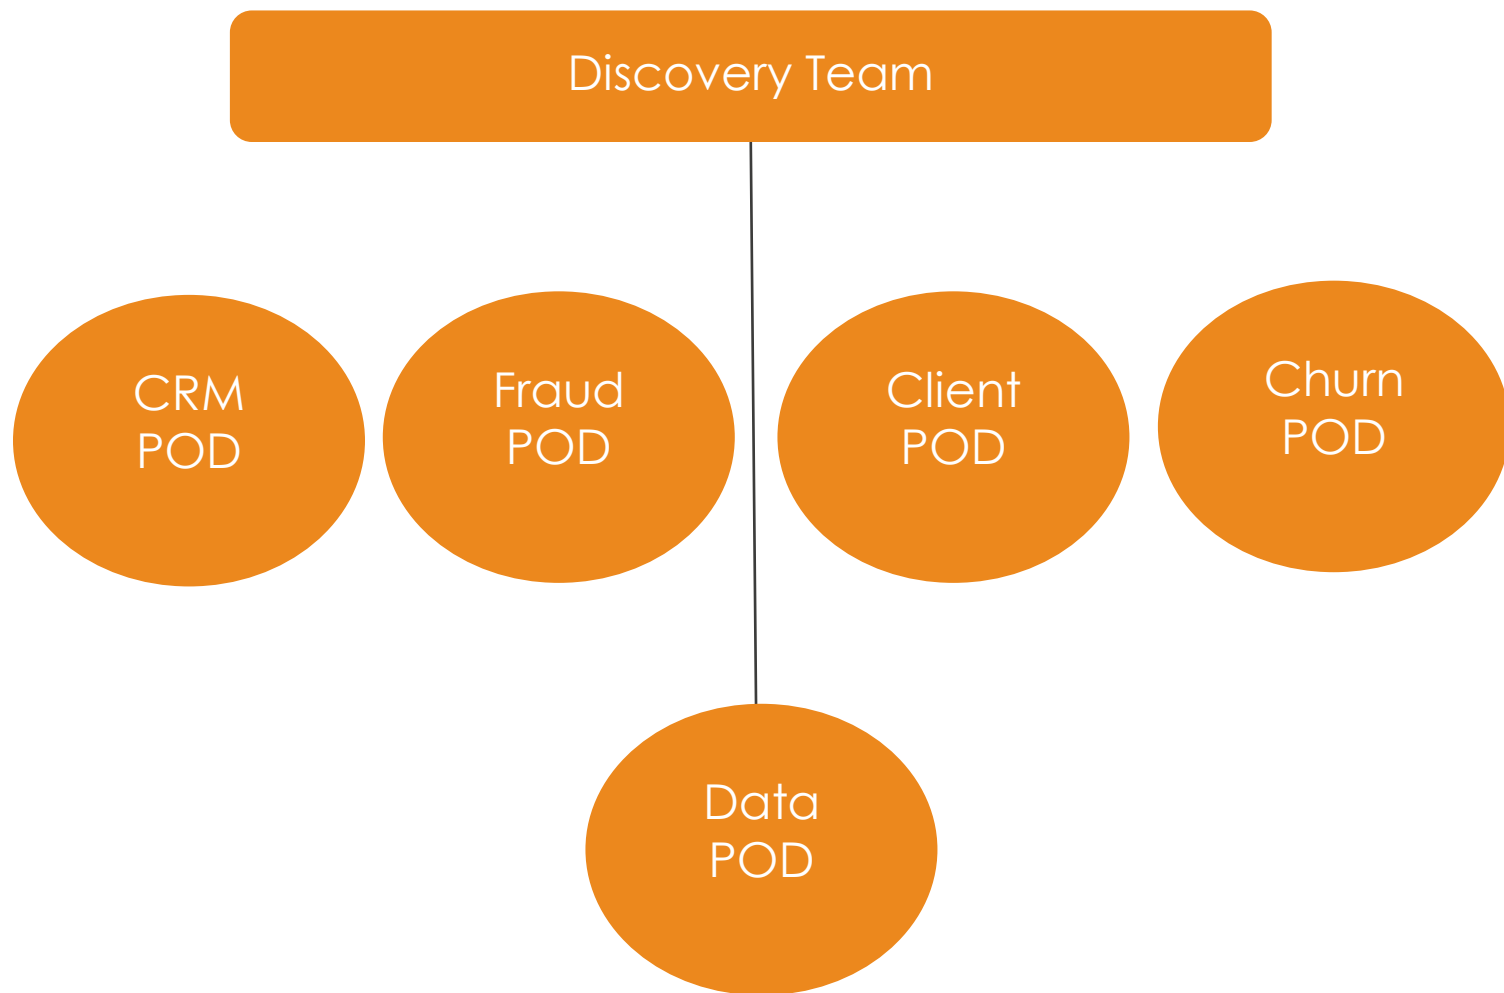 Discovery Team
CRM
POD
Fraud
POD
Client
POD
Churn
POD
Data
POD